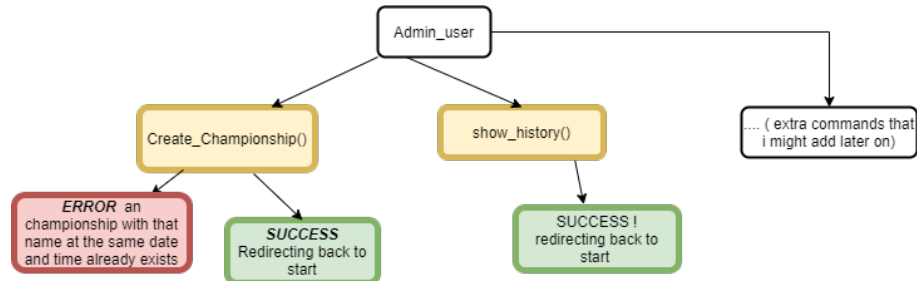 Admin_user
Create_Championship()
show_history()
.... ( extra commands that
i might add later on)
ERROR an
championship with that
name at the same date
and time already exists
SUCCESS
Redirecting back to
start
SUCCESS !
redirecting back to
start